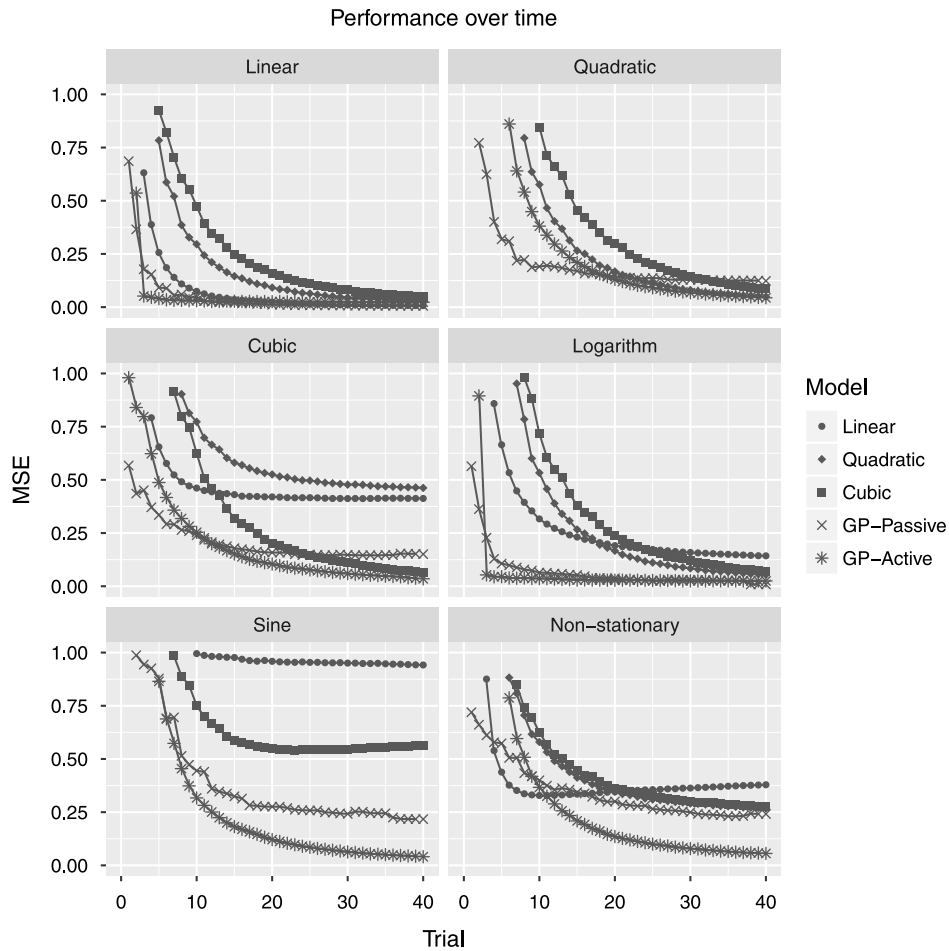 Performance over time
Linear
Quadratic
1.00
0.75
0.50
0.25
0.00
Cubic
Logarithm
1.00
0.75
0.50
0.25
0.00
Sine
Non−stationary
1.00
0.75
0.50
0.25
0.00
0 10 20 30 40
0 10 20 30 40
Trial
MSE
Model
Linear
Quadratic
Cubic
GP−Passive
GP−Active